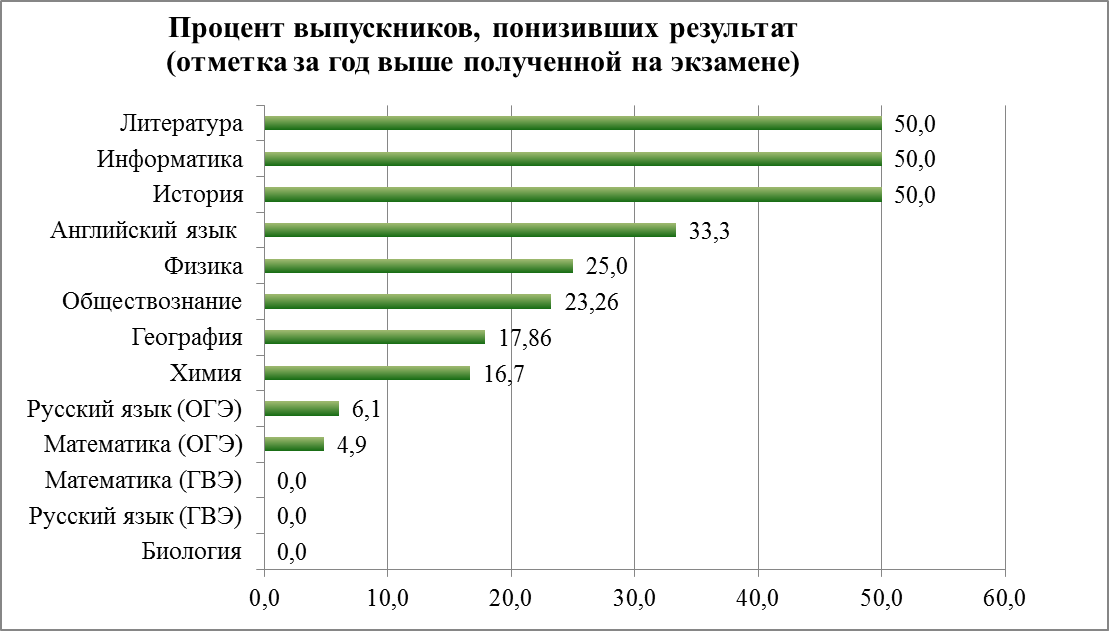 Процент выпускников, понизивших результат
(отметка за год выше полученной на экзамене)
Литература 50,0
Информатика 50,0
История 50,0
Английский язык 33,3
Физика 25,0
Обществознание 23,26
География 17,86
Химия 16,7
Русский язык (ОГЭ) 6,1
Математика (ОГЭ) 4,9
Математика (ГВЭ) 0,0
Русский язык (ГВЭ) 0,0
Биология 0,0
0,0 10,0 20,0 30,0 40,0 50,0 60,0